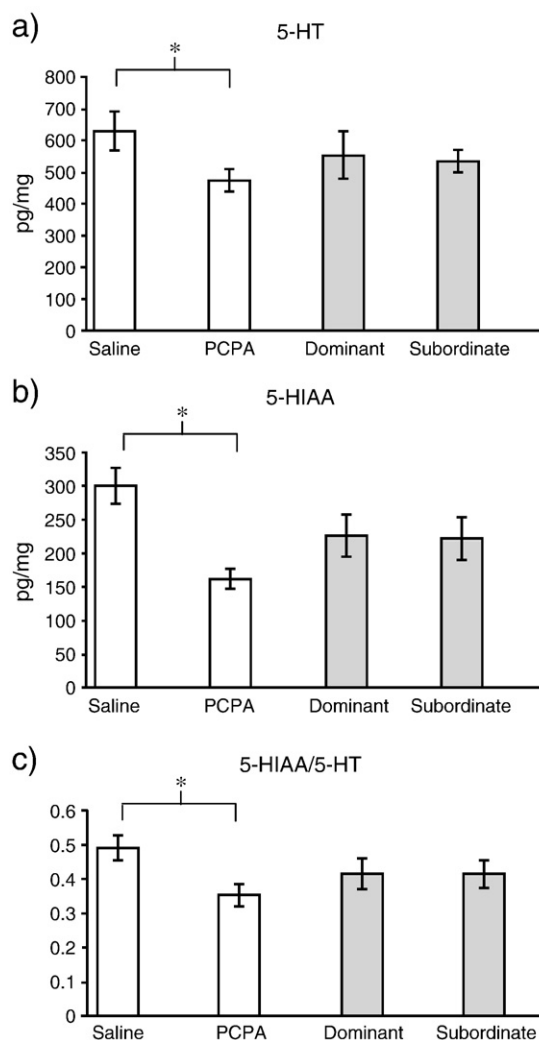 a)
5-HT
*
800
700
600
500
400
300
200
100
0
pg/mg
Saline PCPA Dominant Subordinate
b)
5-HIAA
*
350
300
250
200
150
100
50
0
pg/mg
Saline PCPA Dominant Subordinate
c)
5-HIAA/5-HT
*
0.6
0.5
0.4
0.3
0.2
0.1
0
Saline PCPA Dominant Subordinate